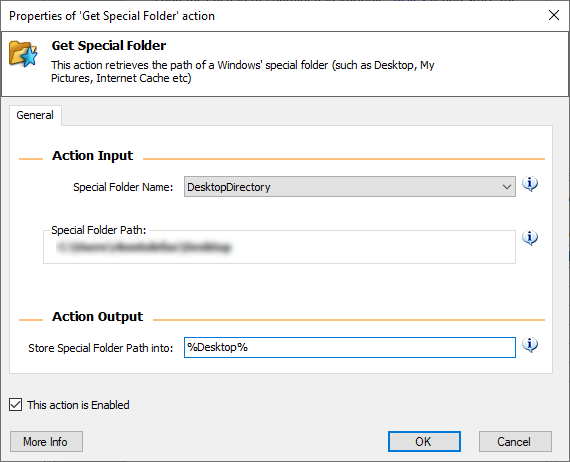 Properties of 'Get Special Folder' action
Get Special Folder
This action retrieves the path of a Windows' special folder (such as Desktop, My
Pictures, Internet Cache etc)
General
Action Input
Special Folder Name: DesktopDirectory
Special Folder Path:
Action Output
Store Special Folder Path into: %Desktop%
This action is Enabled
More Info OK Cancel